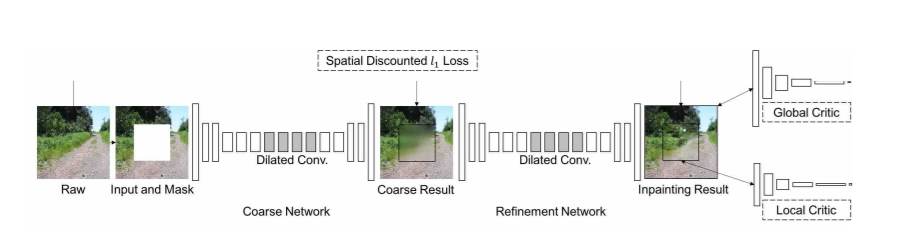 Spatial Discounted l₁ Loss
Global Critic
Dilated Conv.
Dilated Conv.
Raw
Input and Mask
Coarse Result
Inpainting Result
Coarse Network
Refinement Network
Local Critic